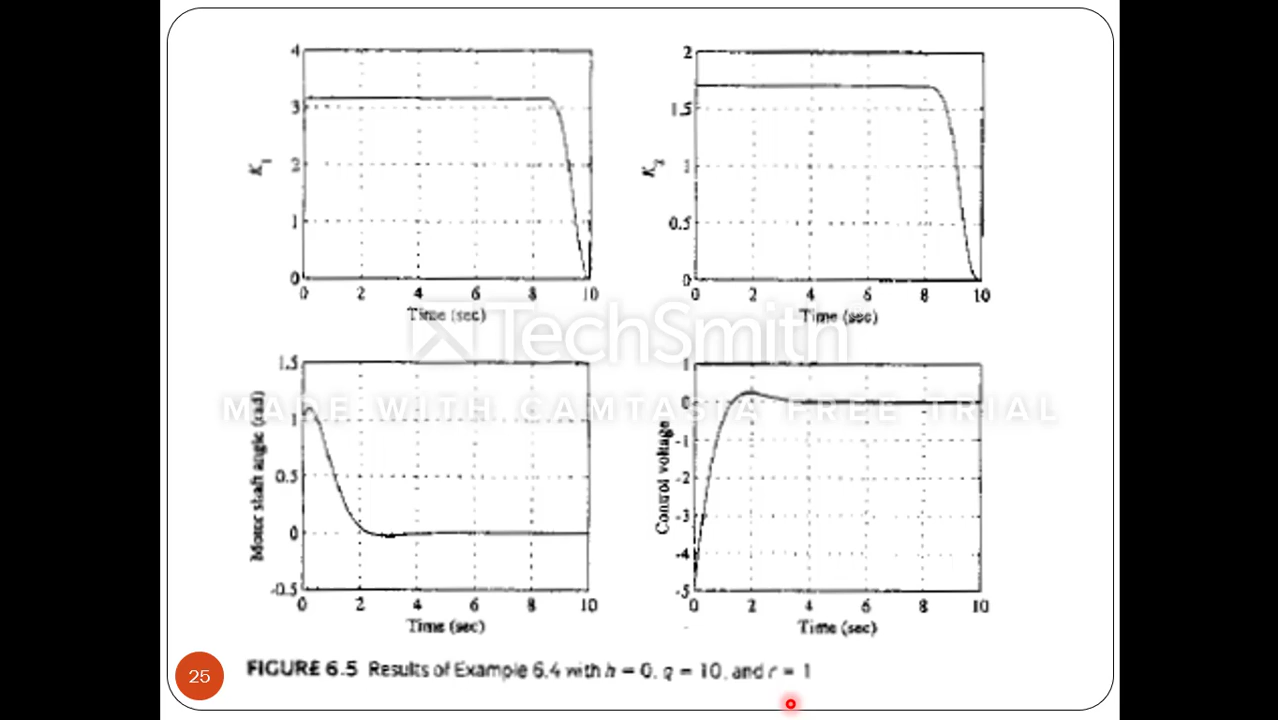 4
3
2
1
0
K1
0 2 4 6 8 10
Time (sec)
2
1.5
1
0.5
0
K2
0 2 4 6 8 10
Time (sec)
TechSmith
MADE WITH CAMTASIA FREE TRIAL
1.5
1
0.5
0
-0.5
Motor shaft angle (rad)
0 2 4 6 8 10
Time (sec)
1
0
-1
-2
-3
-4
-5
Control voltage
0 2 4 6 8 10
Time (sec)
25
FIGURE 6.5 Results of Example 6.4 with h = 0, q = 10, and r = 1